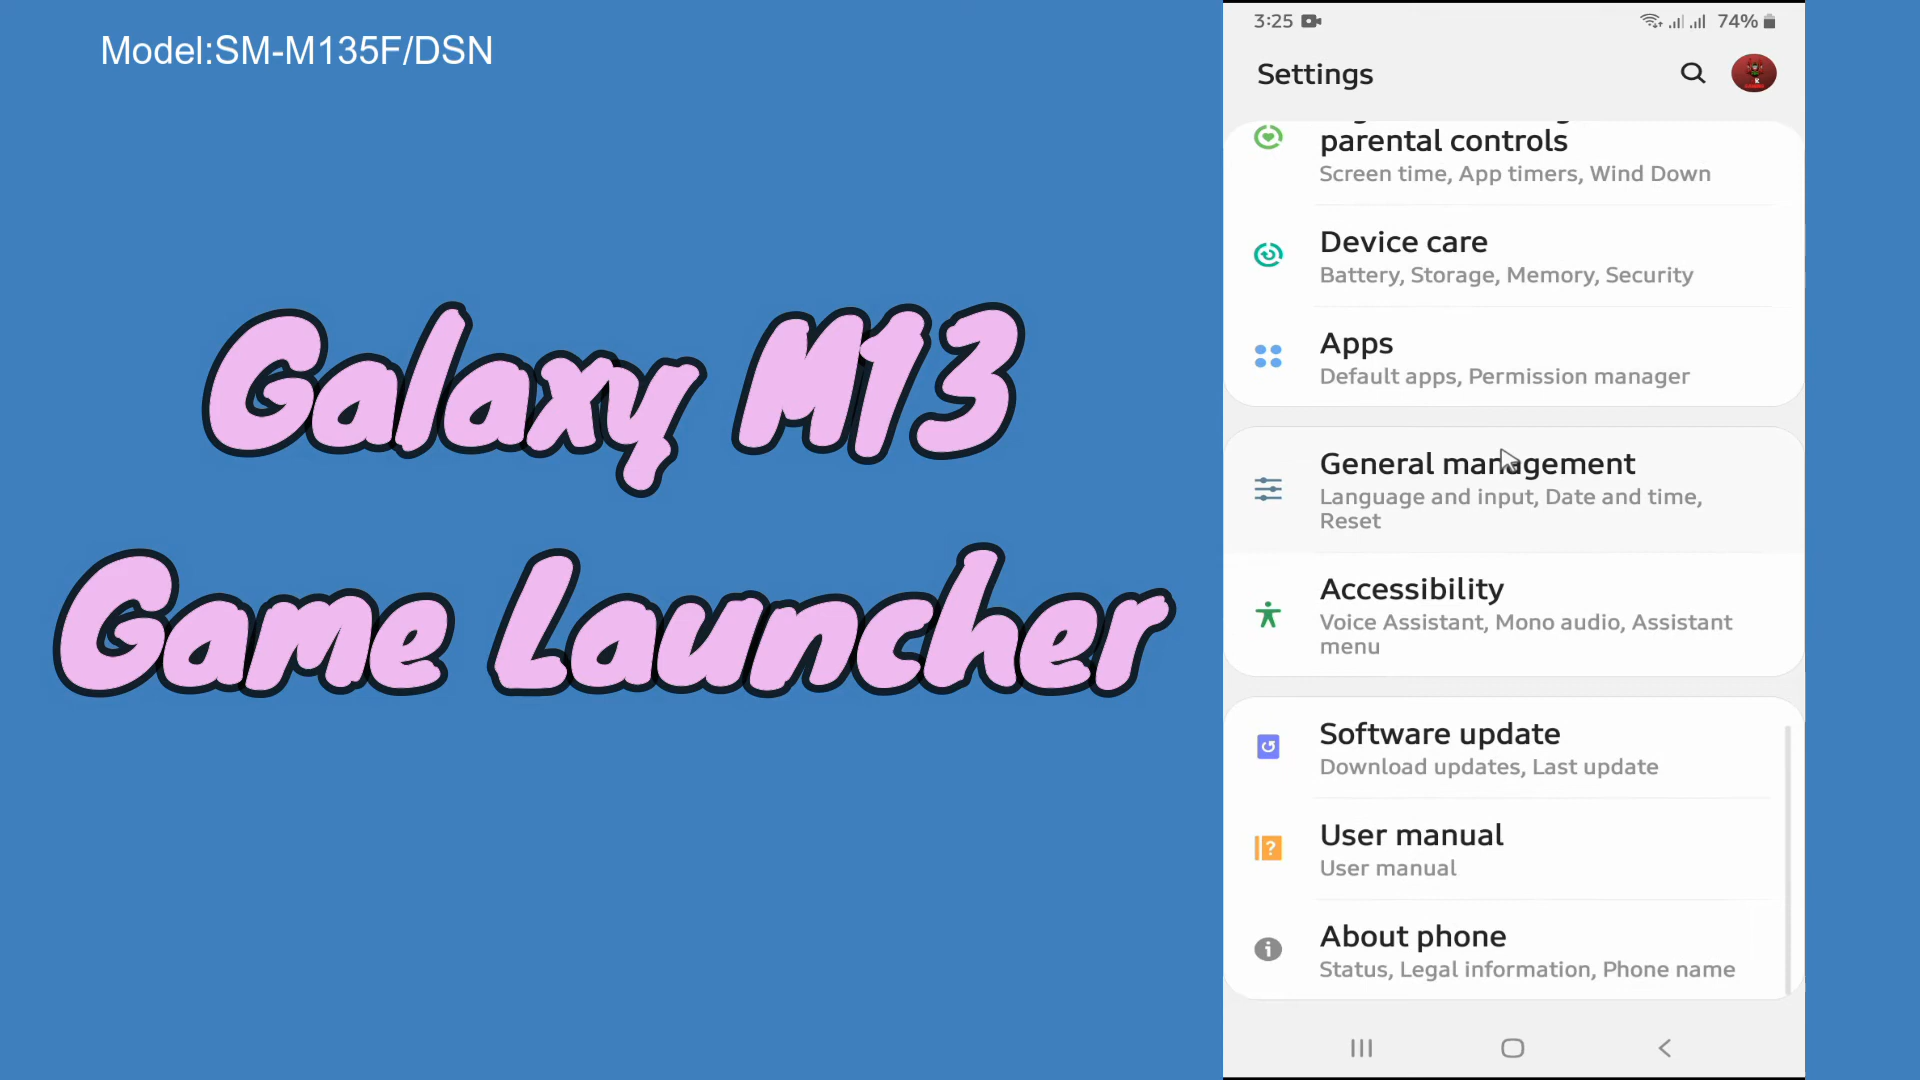 Model:SM-M135F/DSN
Galaxy M13
Game Launcher
3:25
74%
Settings
parental controls
Screen time, App timers, Wind Down
Device care
Battery, Storage, Memory, Security
Apps
Default apps, Permission manager
General management
Language and input, Date and time,
Reset
Accessibility
Voice Assistant, Mono audio, Assistant
menu
Software update
Download updates, Last update
User manual
User manual
About phone
Status, Legal information, Phone name